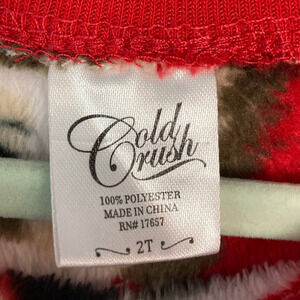 Cold
Crush
100% POLYESTER
MADE IN CHINA
RN# 17657
2T